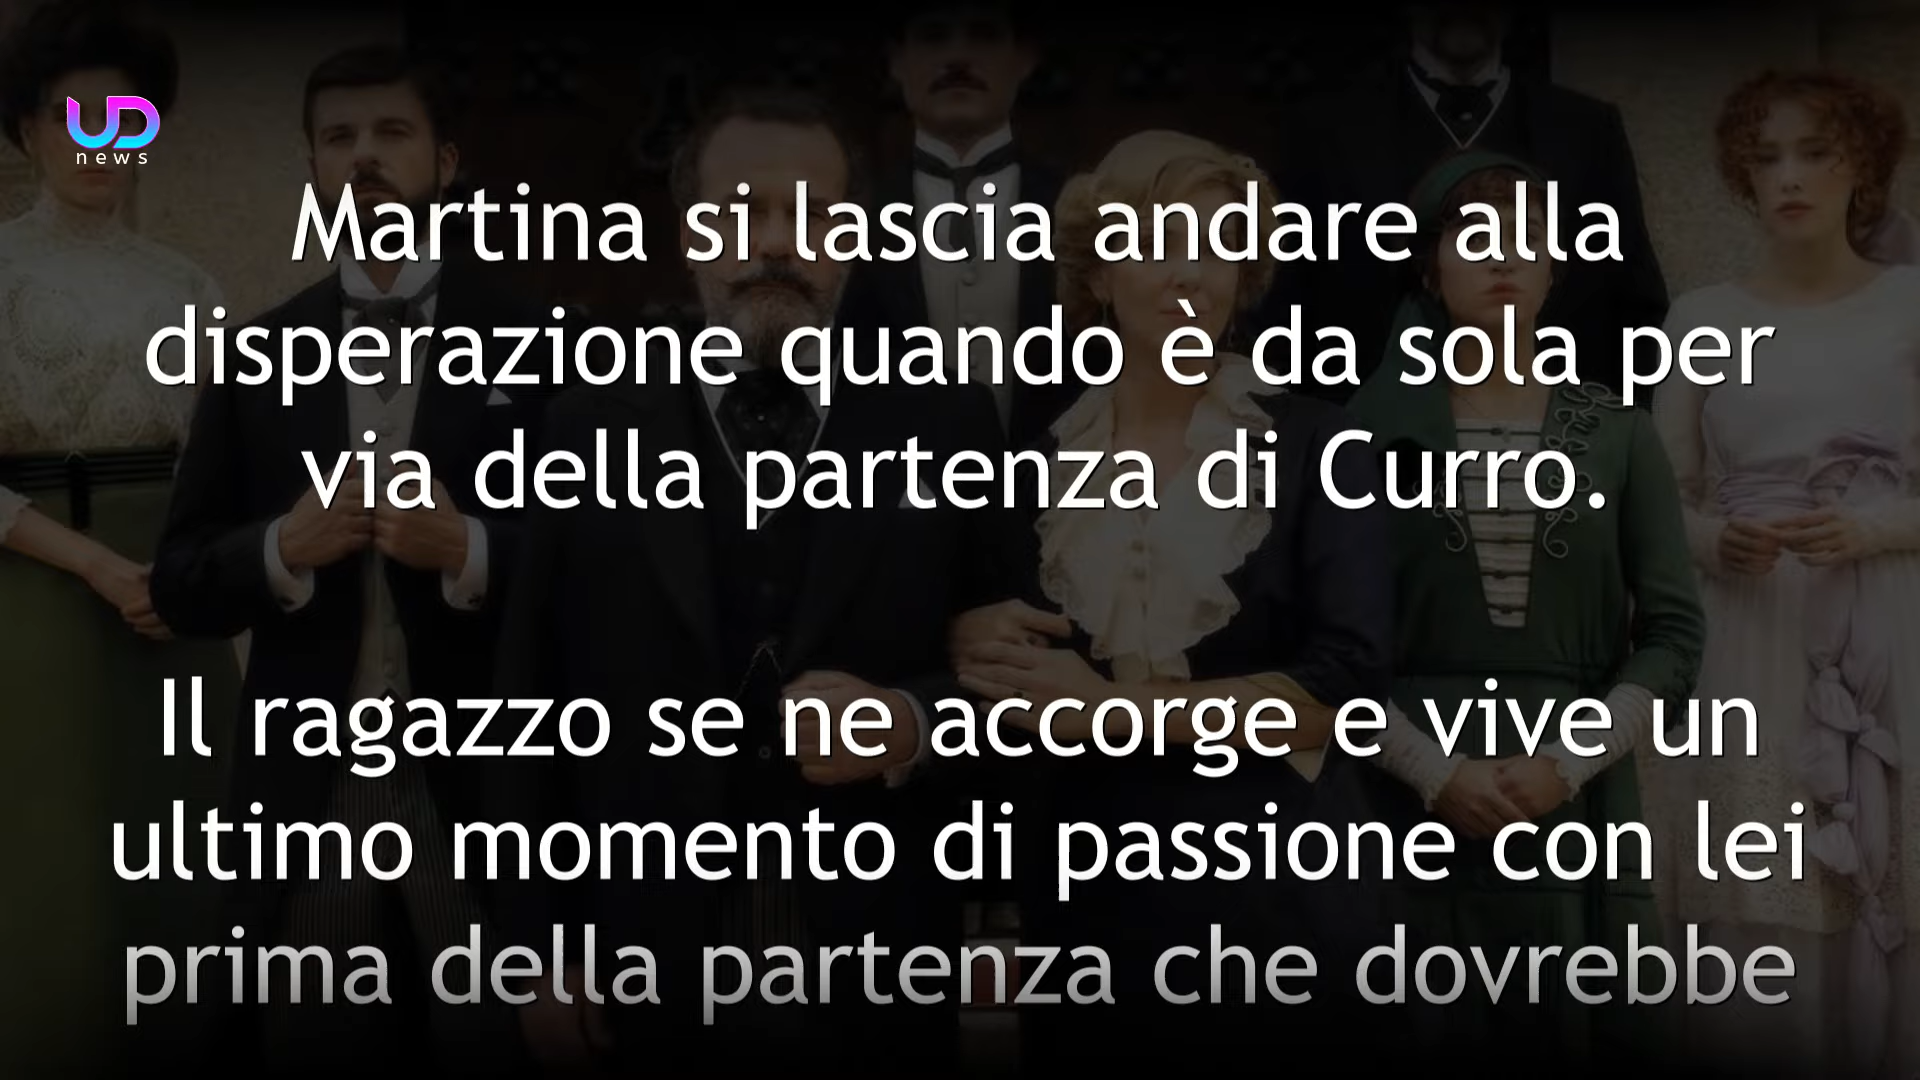 UD
news
Martina si lascia andare alla
disperazione quando è da sola per
via della partenza di Curro.
Il ragazzo se ne accorge e vive un
ultimo momento di passione con lei
prima della partenza che dovrebbe